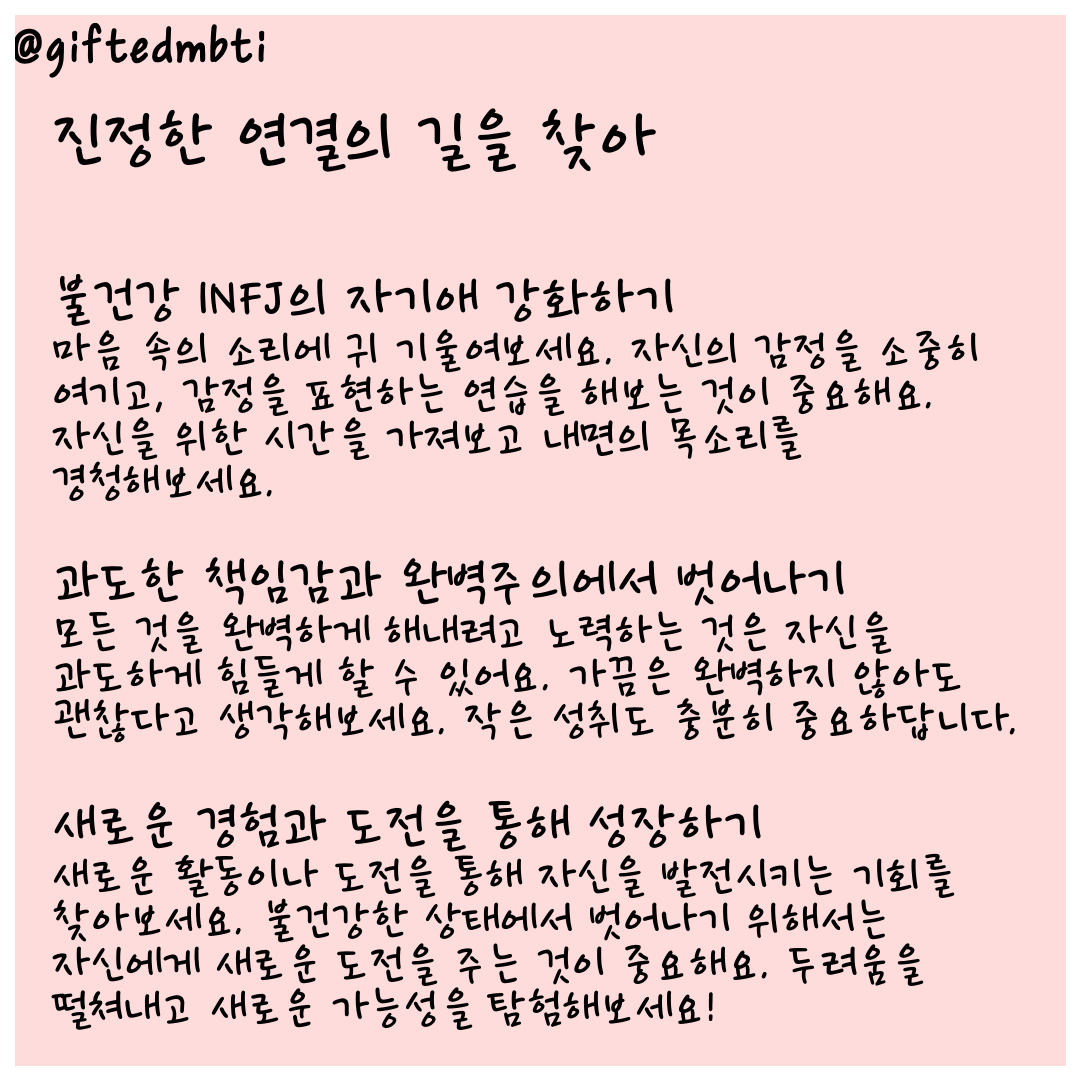 @giftedmbti
진정한 연결의 길을 찾아
불건강 INFJ의 자기애 강화하기
마음 속의 소리에 귀 기울여보세요. 자신의 감정을 소중히
여기고, 감정을 표현하는 연습을 해보는 것이 중요해요.
자신을 위한 시간을 가져보고 내면의 목소리를
경청해보세요.
과도한 책임감과 완벽주의에서 벗어나기
모든 것을 완벽하게 해내려고 노력하는 것은 자신을
과도하게 힘들게 할 수 있어요. 가끔은 완벽하지 않아도
괜찮다고 생각해보세요. 작은 성취도 충분히 중요하답니다.
새로운 경험과 도전을 통해 성장하기
새로운 활동이나 도전을 통해 자신을 발전시키는 기회를
찾아보세요. 불건강한 상태에서 벗어나기 위해서는
자신에게 새로운 도전을 주는 것이 중요해요. 두려움을
떨쳐내고 새로운 가능성을 탐험해보세요!